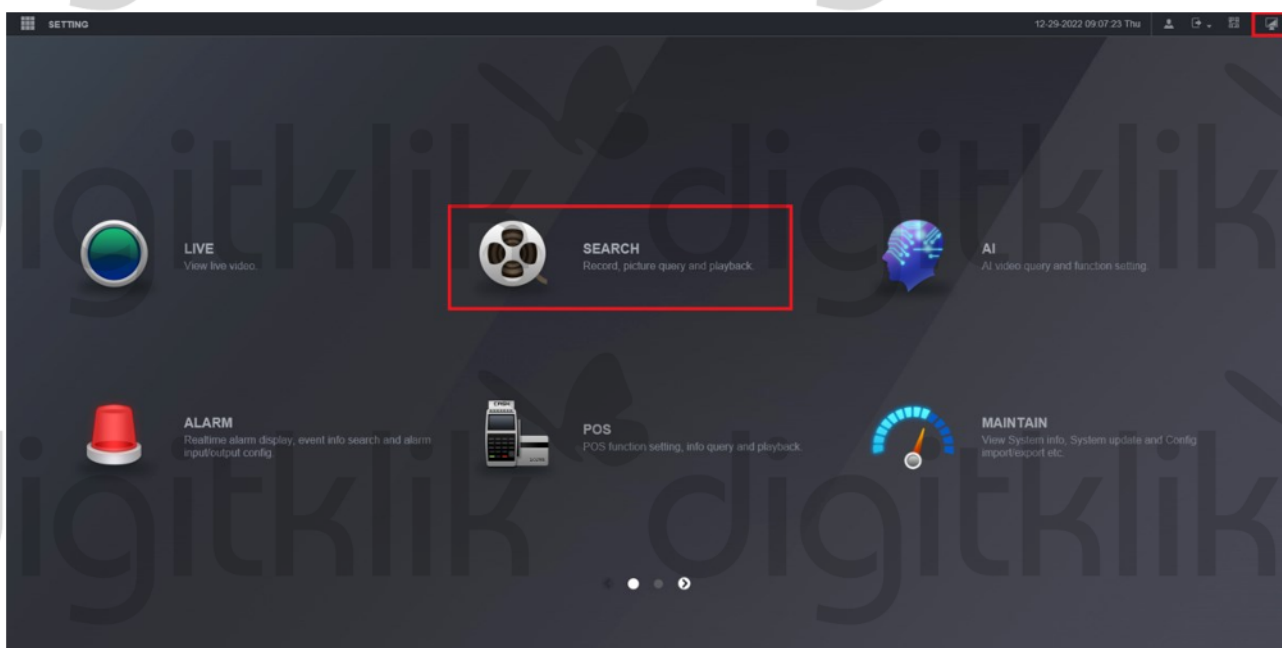 SETTING
12-29-2022 09:07:23 Thu
LIVE
View live video.
SEARCH
Record, picture query and playback.
AI
AI video query and function setting.
ALARM
Realtime alarm display, event info search and alarm
input/output config.
POS
POS function setting, info query and playback.
MAINTAIN
View System info, System update and Config
import/export etc.
digitklik
digitklik
digitklik
digitklik